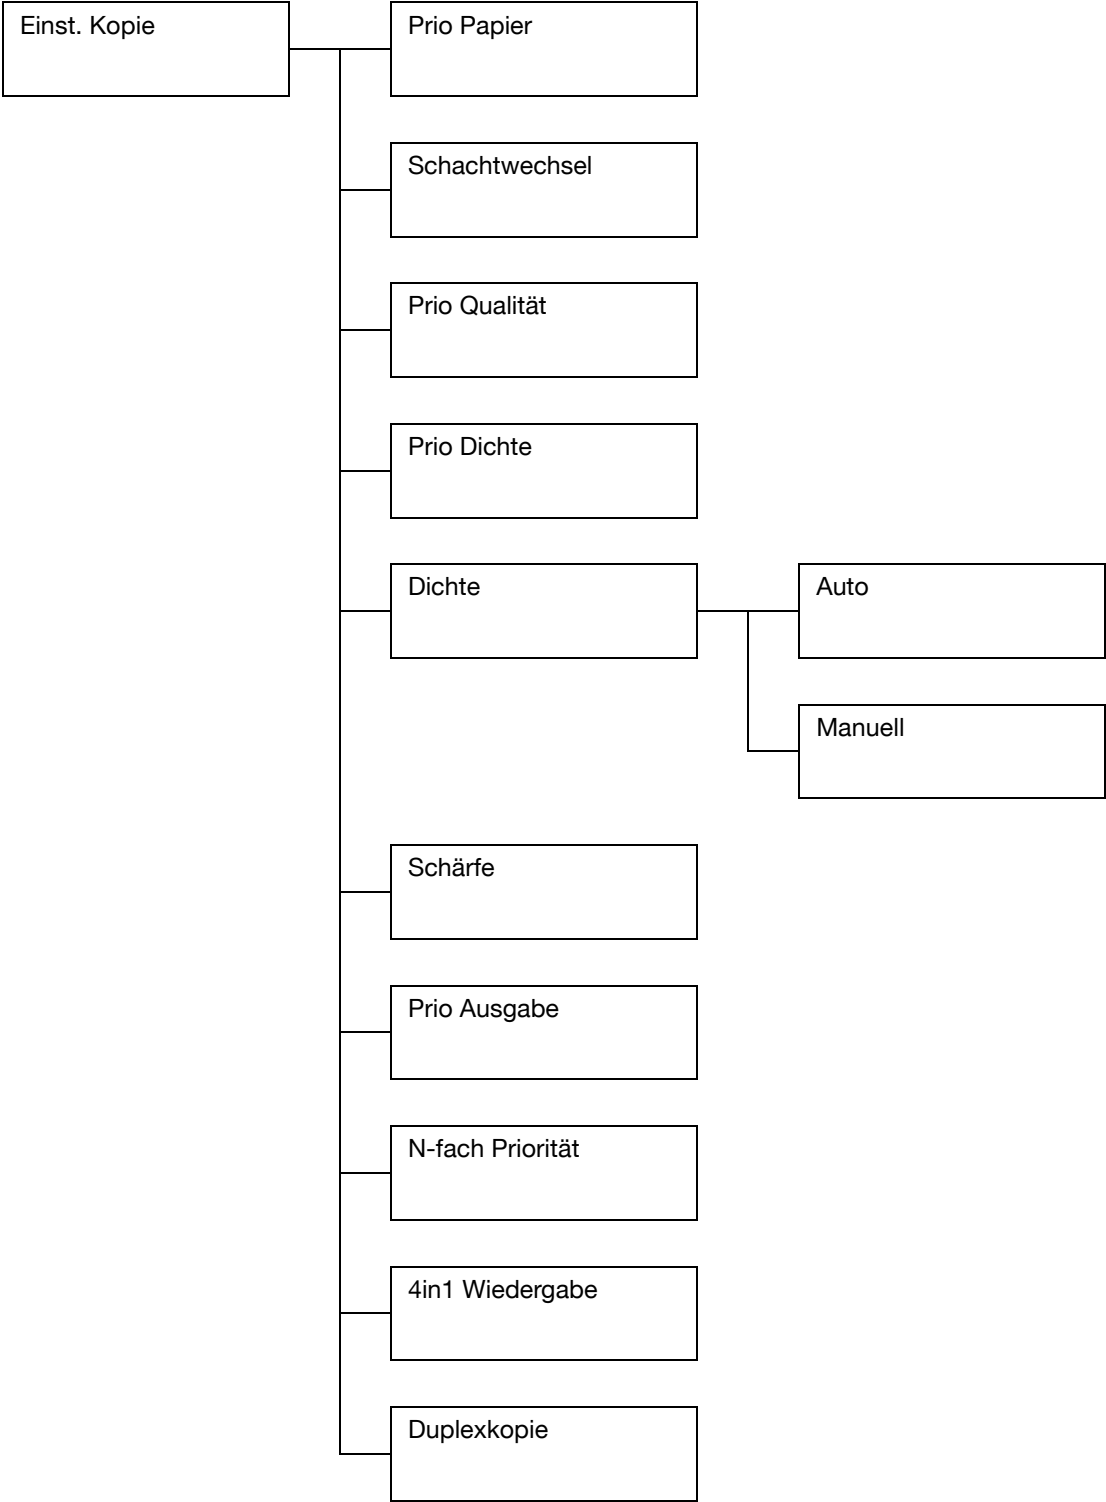 Einst. Kopie
Prio Papier
Schachtwechsel
Prio Qualität
Prio Dichte
Dichte
Auto
Manuell
Schärfe
Prio Ausgabe
N-fach Priorität
4in1 Wiedergabe
Duplexkopie